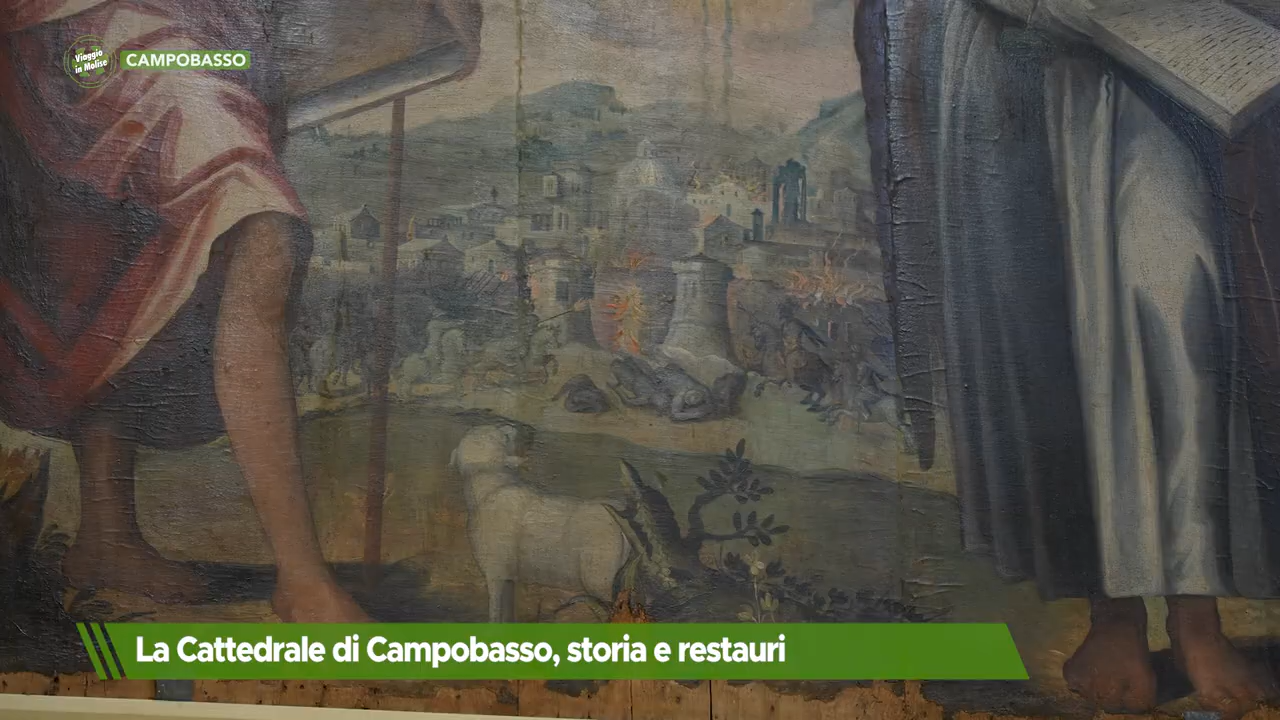 Viaggio
in Molise
CAMPOBASSO
La Cattedrale di Campobasso, storia e restauri